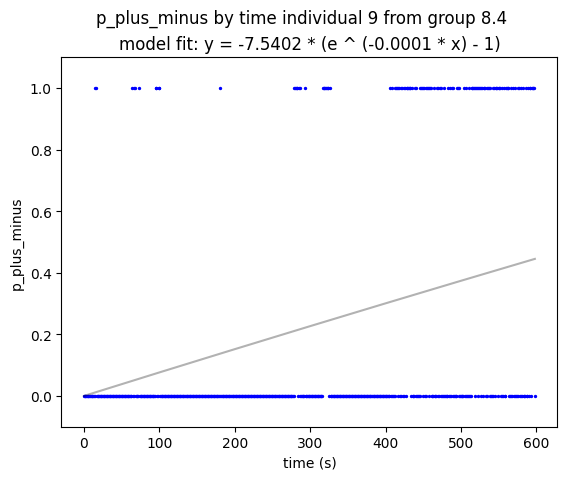 p_plus_minus by time individual 9 from group 8.4
model fit: y = -7.5402 * (e ^ (-0.0001 * x) - 1)
1.0
0.8
0.6
0.4
0.2
0.0
p_plus_minus
0 100 200 300 400 500 600
time (s)